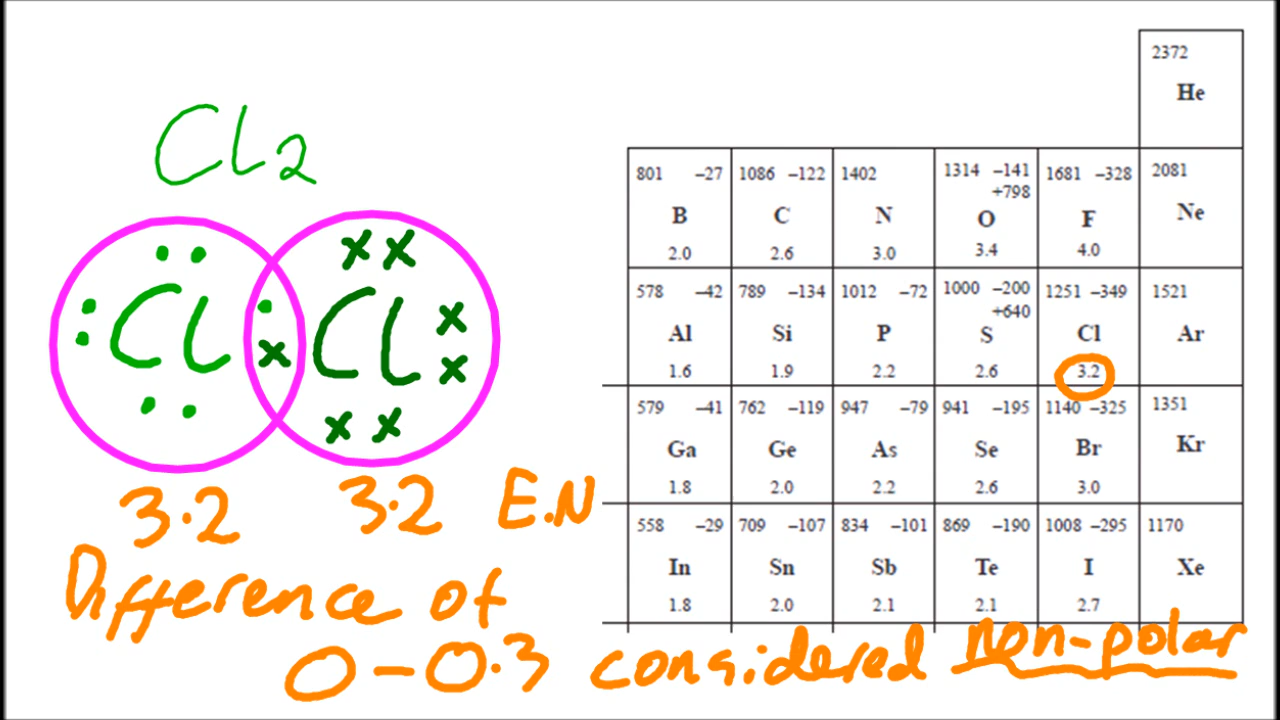 Cl2
Cl Cl
xx
x
x
x
xx
3.2 3.2 E.N
Difference of
0-0.3 considered non-polar
2372
He
801 –27 1086 –122 1402 1314 –141 1681 –328 2081
+798
B C N O F Ne
2.0 2.6 3.0 3.4 4.0
578 –42 789 –134 1012 –72 1000 –200 1251 –349 1521
+640
Al Si P S Cl Ar
1.6 1.9 2.2 2.6 3.2
579 –41 762 –119 947 –79 941 –195 1140 –325 1351
Ga Ge As Se Br Kr
1.8 2.0 2.2 2.6 3.0
558 –29 709 –107 834 –101 869 –190 1008 –295 1170
In Sn Sb Te I Xe
1.8 2.0 2.1 2.1 2.7